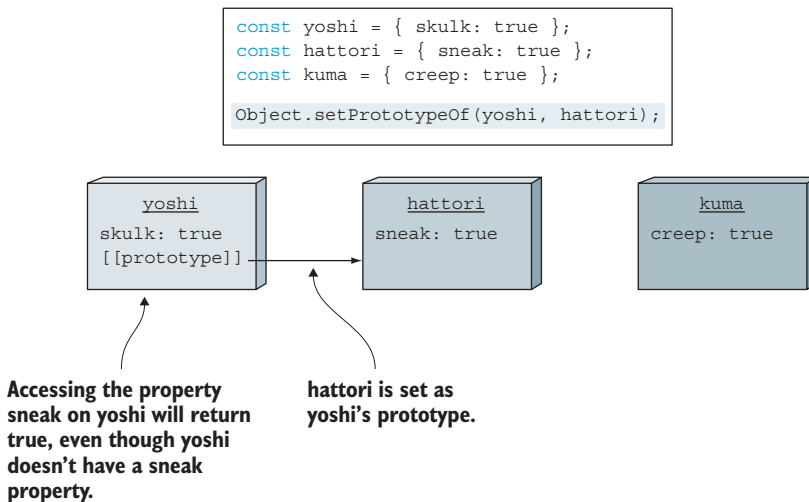 const yoshi = { skulk: true };
const hattori = { sneak: true };
const kuma = { creep: true };
Object.setPrototypeOf(yoshi, hattori);
yoshi
skulk: true
[[prototype]]
hattori
sneak: true
kuma
creep: true
Accessing the property
sneak on yoshi will return
true, even though yoshi
doesn't have a sneak
property.
hattori is set as
yoshi's prototype.